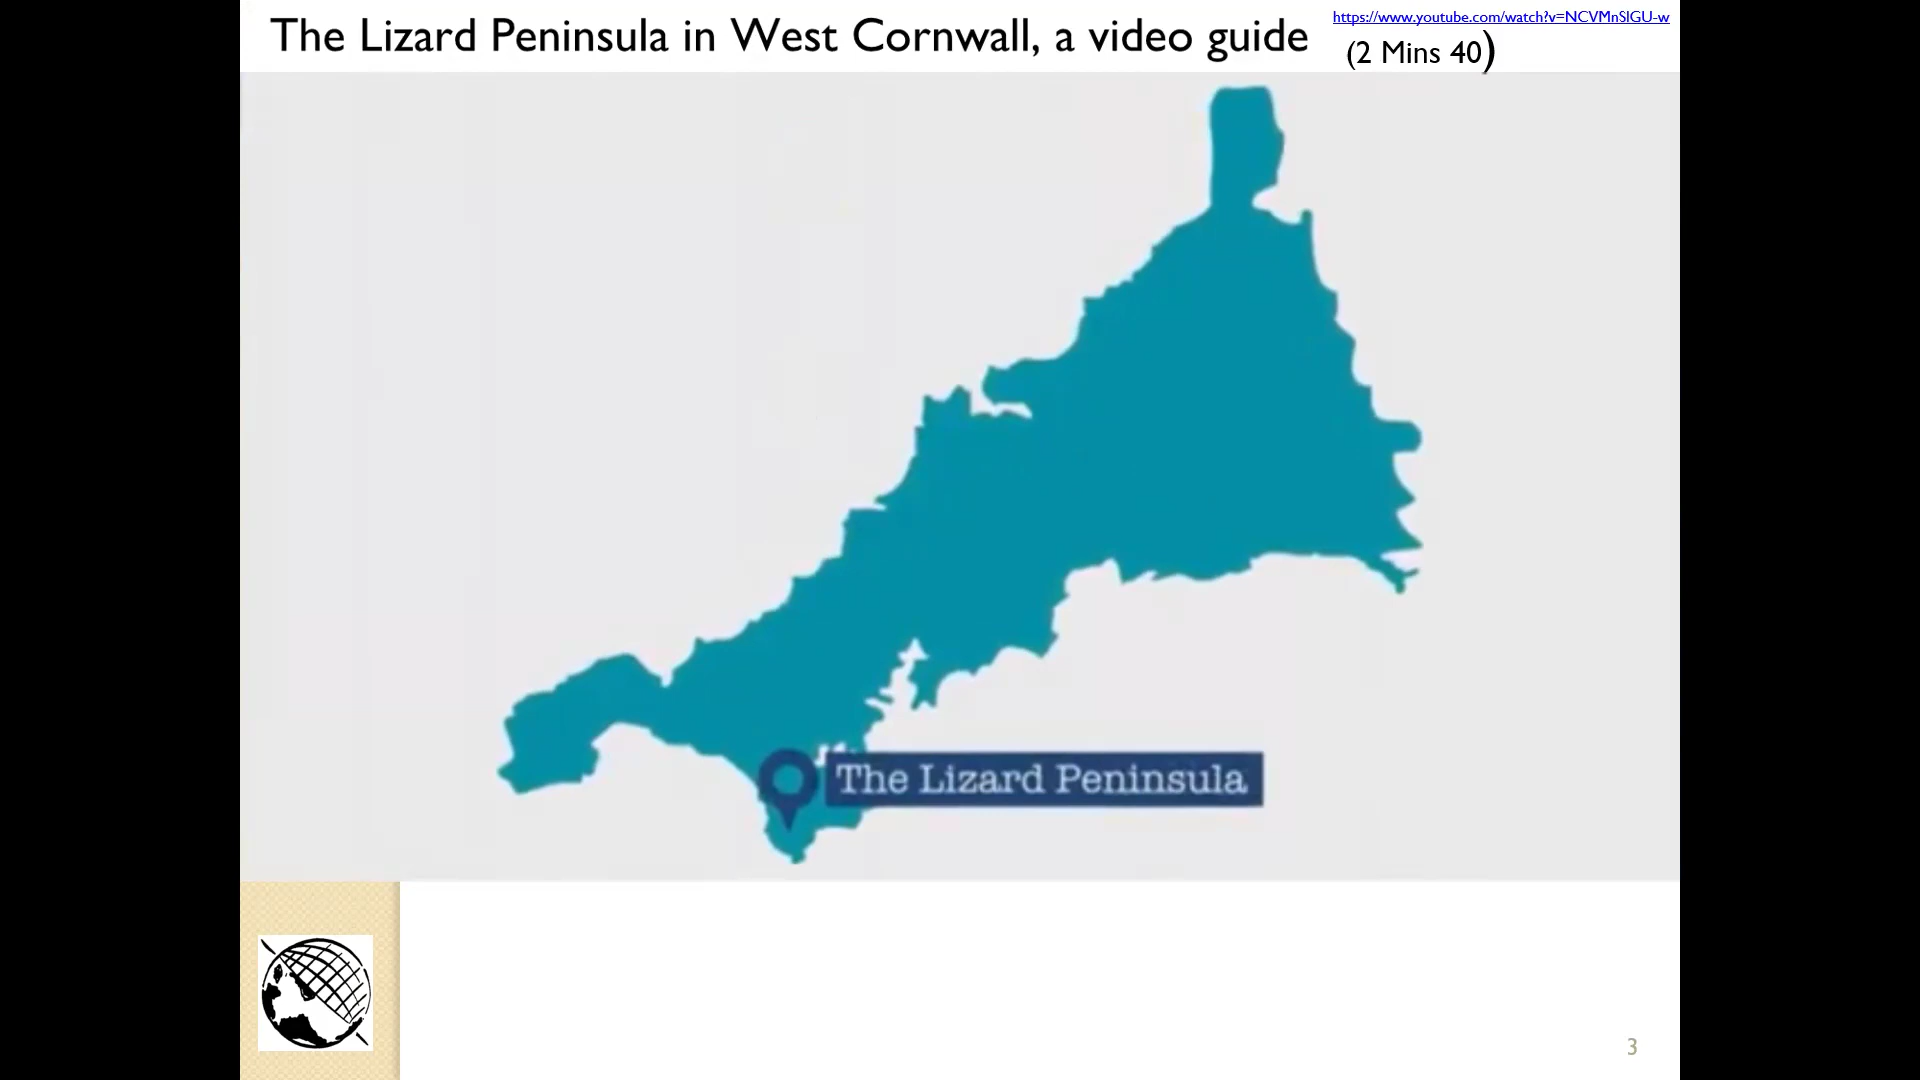 The Lizard Peninsula in West Cornwall, a video guide
https://www.youtube.com/watch?v=NCVMnSlGU-w
(2 Mins 40)
The Lizard Peninsula
3